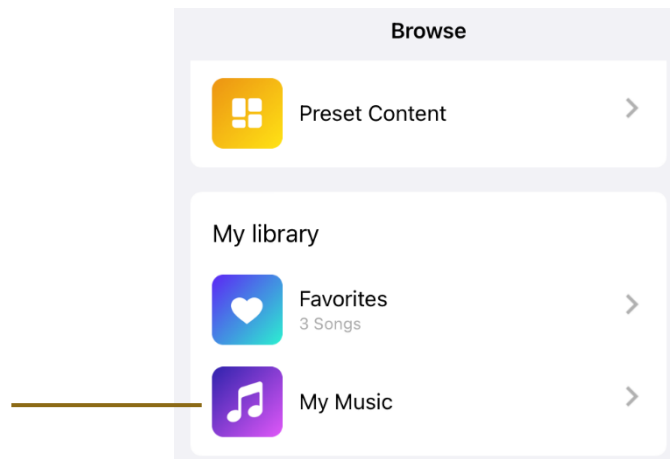 Browse
Preset Content
My library
Favorites
3 Songs
My Music